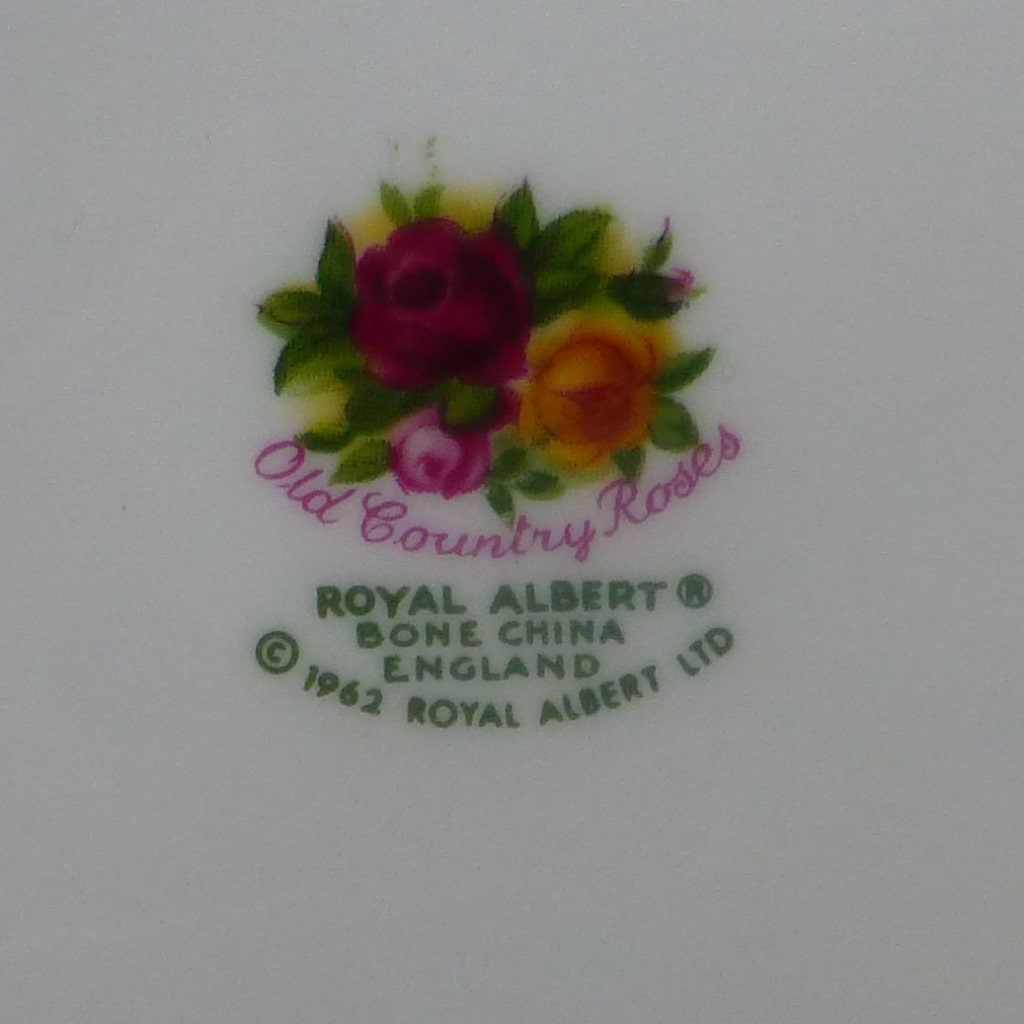 Old Country Roses
ROYAL ALBERT ®
BONE CHINA
ENGLAND
© 1962 ROYAL ALBERT LTD